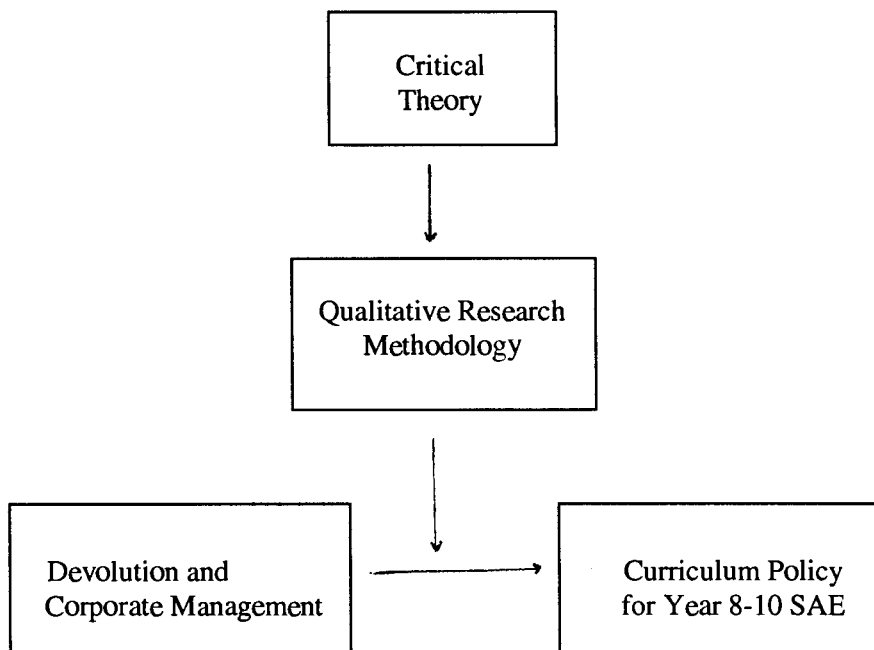 Critical
Theory
Qualitative Research
Methodology
Devolution and
Corporate Management
Curriculum Policy
for Year 8-10 SAE